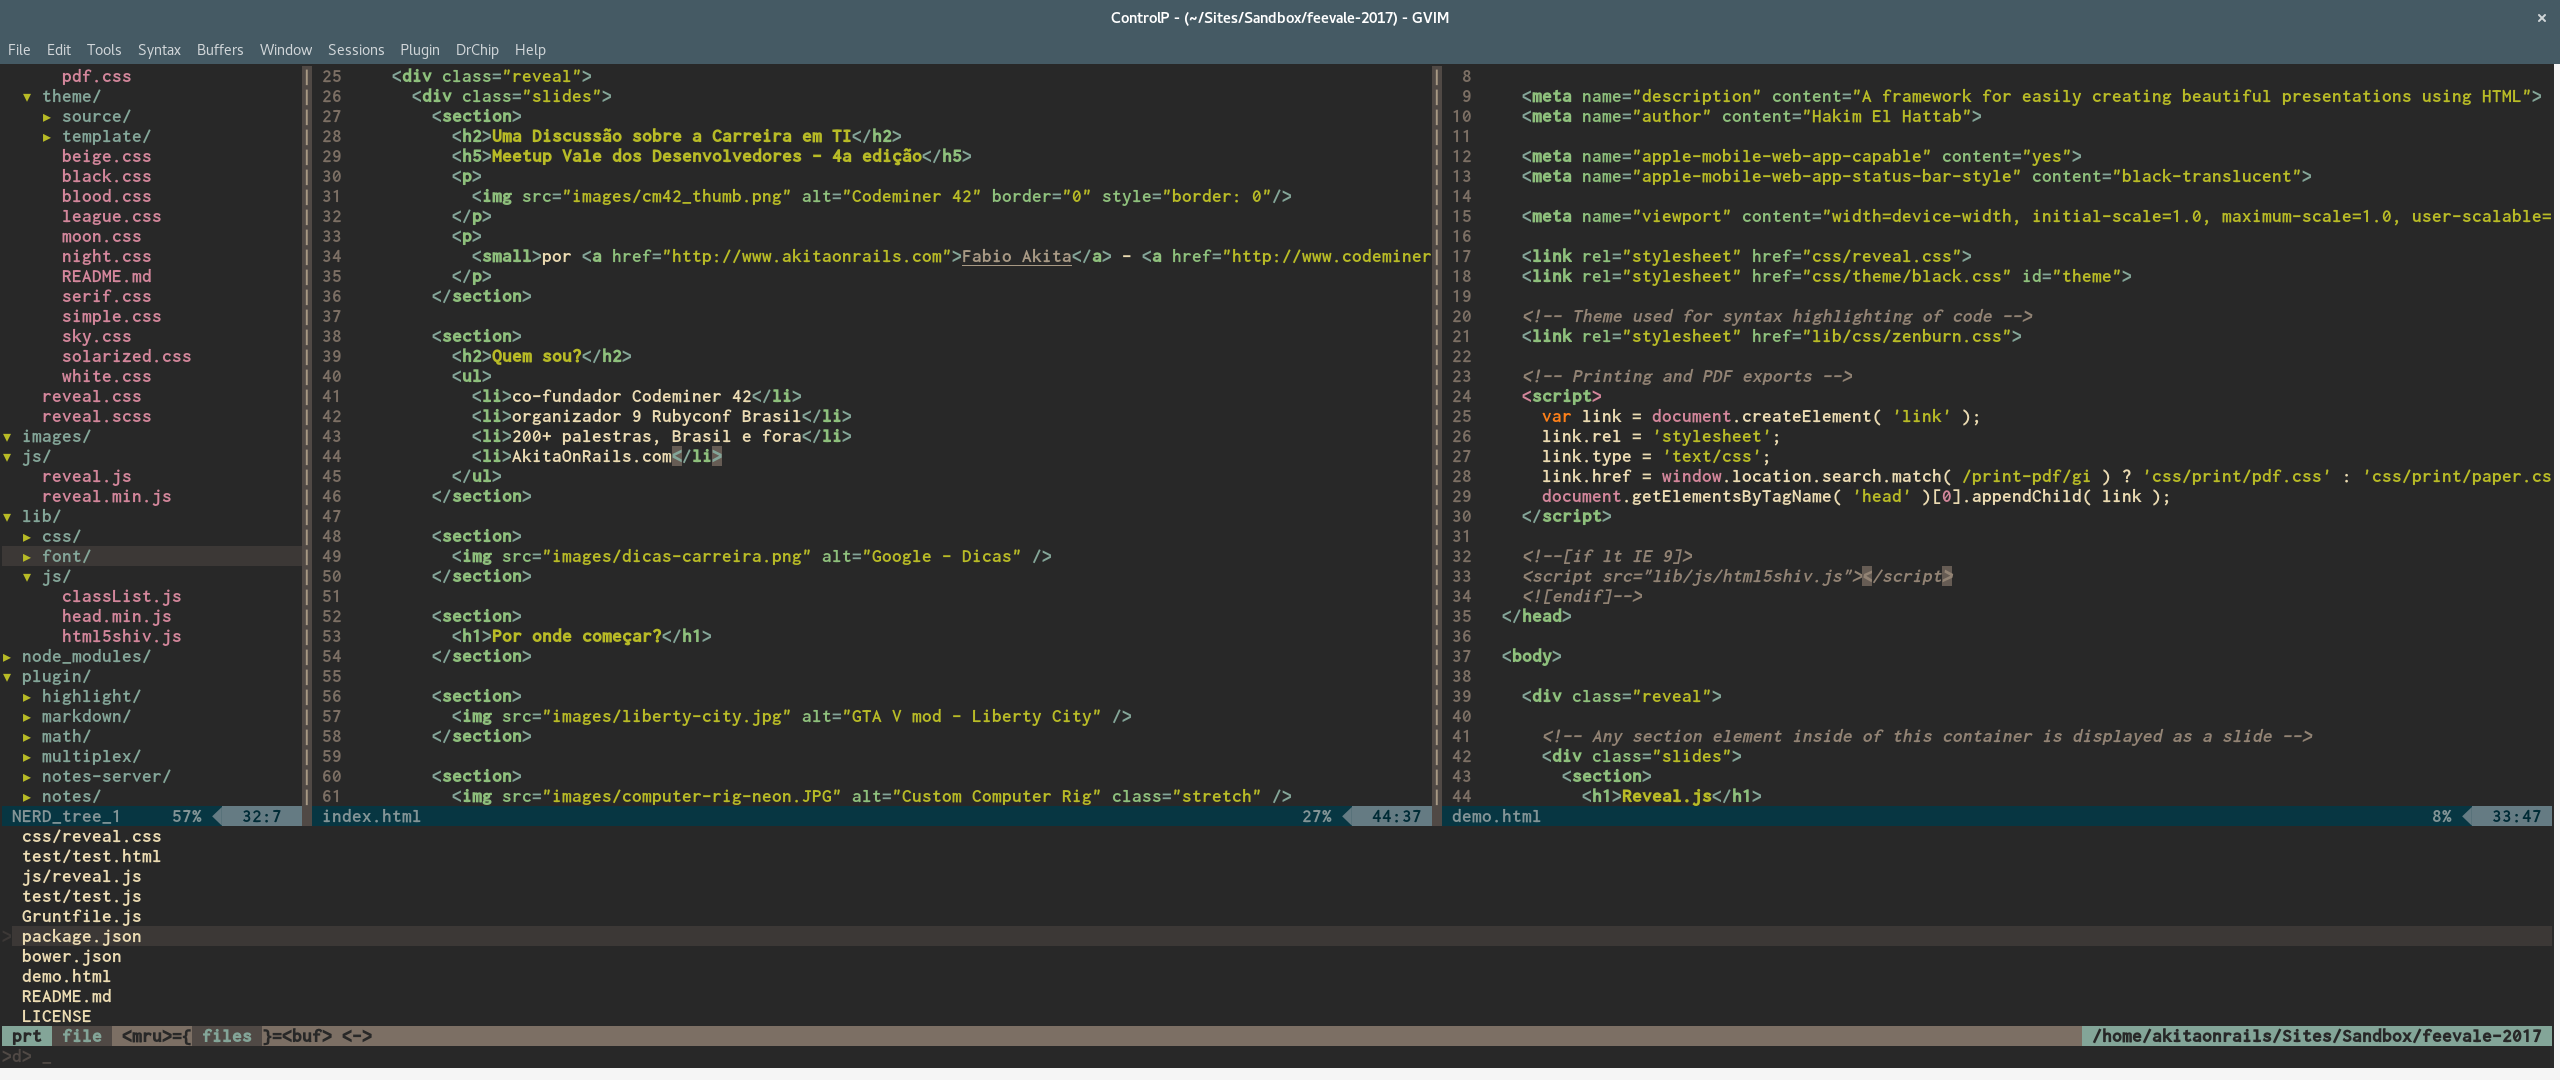 ControlP - (~/Sites/Sandbox/feevale-2017) - GVIM
×
File Edit Tools Syntax Buffers Window Sessions Plugin DrChip Help
pdf.css
▾ theme/
▸ source/
▸ template/
beige.css
black.css
blood.css
league.css
moon.css
night.css
README.md
serif.css
simple.css
sky.css
solarized.css
white.css
reveal.css
reveal.scss
▾ images/
▾ js/
reveal.js
reveal.min.js
▾ lib/
▸ css/
▸ font/
▾ js/
classList.js
head.min.js
html5shiv.js
▸ node_modules/
▾ plugin/
▸ highlight/
▸ markdown/
▸ math/
▸ multiplex/
▸ notes-server/
▸ notes/
NERD_tree_1 57% 32:7
25 <div class="reveal">
26 <div class="slides">
27 <section>
28 <h2>Uma Discussão sobre a Carreira em TI</h2>
29 <h5>Meetup Vale dos Desenvolvedores - 4a edição</h5>
30 <p>
31 <img src="images/cm42_thumb.png" alt="Codeminer 42" border="0" style="border: 0"/>
32 </p>
33 <p>
34 <small>por <a href="http://www.akitaonrails.com">Fabio Akita</a> - <a href="http://www.codeminer
35 </p>
36 </section>
37
38 <section>
39 <h2>Quem sou?</h2>
40 <ul>
41 <li>co-fundador Codeminer 42</li>
42 <li>organizador 9 Rubyconf Brasil</li>
43 <li>200+ palestras, Brasil e fora</li>
44 <li>AkitaOnRails.com</li>
45 </ul>
46 </section>
47
48 <section>
49 <img src="images/dicas-carreira.png" alt="Google - Dicas" />
50 </section>
51
52 <section>
53 <h1>Por onde começar?</h1>
54 </section>
55
56 <section>
57 <img src="images/liberty-city.jpg" alt="GTA V mod - Liberty City" />
58 </section>
59
60 <section>
61 <img src="images/computer-rig-neon.JPG" alt="Custom Computer Rig" class="stretch" />
index.html 27% 44:37
8
9 <meta name="description" content="A framework for easily creating beautiful presentations using HTML">
10 <meta name="author" content="Hakim El Hattab">
11
12 <meta name="apple-mobile-web-app-capable" content="yes">
13 <meta name="apple-mobile-web-app-status-bar-style" content="black-translucent">
14
15 <meta name="viewport" content="width=device-width, initial-scale=1.0, maximum-scale=1.0, user-scalable=
16
17 <link rel="stylesheet" href="css/reveal.css">
18 <link rel="stylesheet" href="css/theme/black.css" id="theme">
19
20 <!-- Theme used for syntax highlighting of code -->
21 <link rel="stylesheet" href="lib/css/zenburn.css">
22
23 <!-- Printing and PDF exports -->
24 <script>
25 var link = document.createElement( 'link' );
26 link.rel = 'stylesheet';
27 link.type = 'text/css';
28 link.href = window.location.search.match( /print-pdf/gi ) ? 'css/print/pdf.css' : 'css/print/paper.cs
29 document.getElementsByTagName( 'head' )[0].appendChild( link );
30 </script>
31
32 <!--[if lt IE 9]>
33 <script src="lib/js/html5shiv.js"></script>
34 <![endif]-->
35 </head>
36
37 <body>
38
39 <div class="reveal">
40
41 <!-- Any section element inside of this container is displayed as a slide -->
42 <div class="slides">
43 <section>
44 <h1>Reveal.js</h1>
demo.html 8% 33:47
css/reveal.css
test/test.html
js/reveal.js
test/test.js
Gruntfile.js
> package.json
bower.json
demo.html
README.md
LICENSE
prt file <mru>={ files }=<buf> <-> /home/akitaonrails/Sites/Sandbox/feevale-2017
>d> _